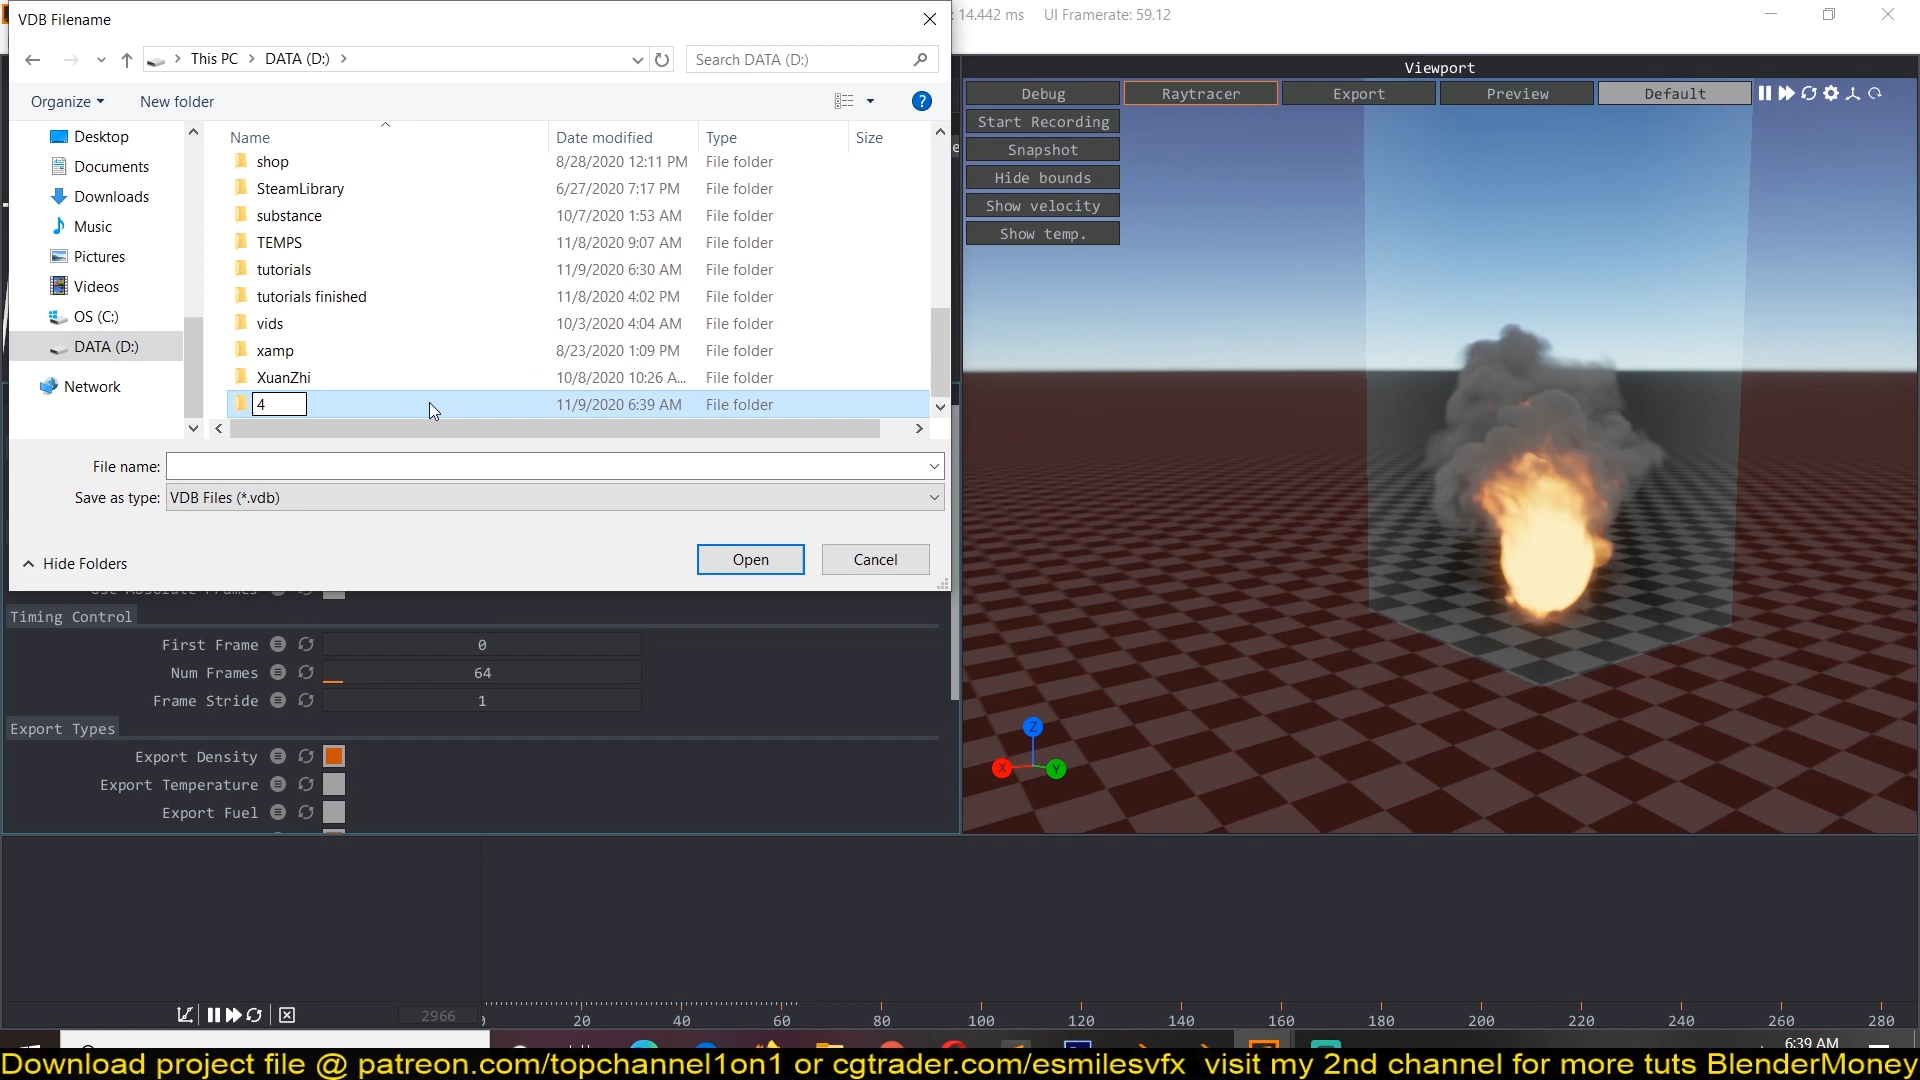 VDB Filename
14.442 ms UI Framerate: 59.12
This PC > DATA (D:) >
Search DATA (D:)
Organize
New folder
Desktop
Documents
Downloads
Music
Pictures
Videos
OS (C:)
DATA (D:)
Network
Name Date modified Type Size
shop 8/28/2020 12:11 PM File folder
SteamLibrary 6/27/2020 7:17 PM File folder
substance 10/7/2020 1:53 AM File folder
TEMPS 11/8/2020 9:07 AM File folder
tutorials 11/9/2020 6:30 AM File folder
tutorials finished 11/8/2020 4:02 PM File folder
vids 10/3/2020 4:04 AM File folder
xamp 8/23/2020 1:09 PM File folder
XuanZhi 10/8/2020 10:26 A... File folder
4 11/9/2020 6:39 AM File folder
File name:
Save as type: VDB Files (*.vdb)
Hide Folders
Open
Cancel
Viewport
Debug Raytracer Export Preview Default
Start Recording
Snapshot
Hide bounds
Show velocity
Show temp.
Z
X
Y
Timing Control
First Frame 0
Num Frames 64
Frame Stride 1
Export Types
Export Density
Export Temperature
Export Fuel
2966
20 40 60 80 100 120 140 160 180 200 220 240 260 280
6:39 AM
Download project file @ patreon.com/topchannel1on1 or cgtrader.com/esmilesvfx visit my 2nd channel for more tuts BlenderMoney